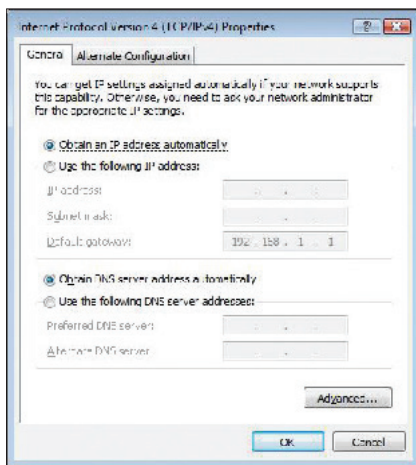 Internet Protocol Version 4 (TCP/IPv4) Properties
General
Alternate Configuration
You can get IP settings assigned automatically if your network supports
this capability. Otherwise, you need to ask your network administrator
for the appropriate IP settings.
Obtain an IP address automatically
Use the following IP address:
IP address:
Subnet mask:
Default gateway:
192 . 168 . 1 . 1
Obtain DNS server address automatically
Use the following DNS server addresses:
Preferred DNS server:
Alternate DNS server
Advanced...
OK
Cancel